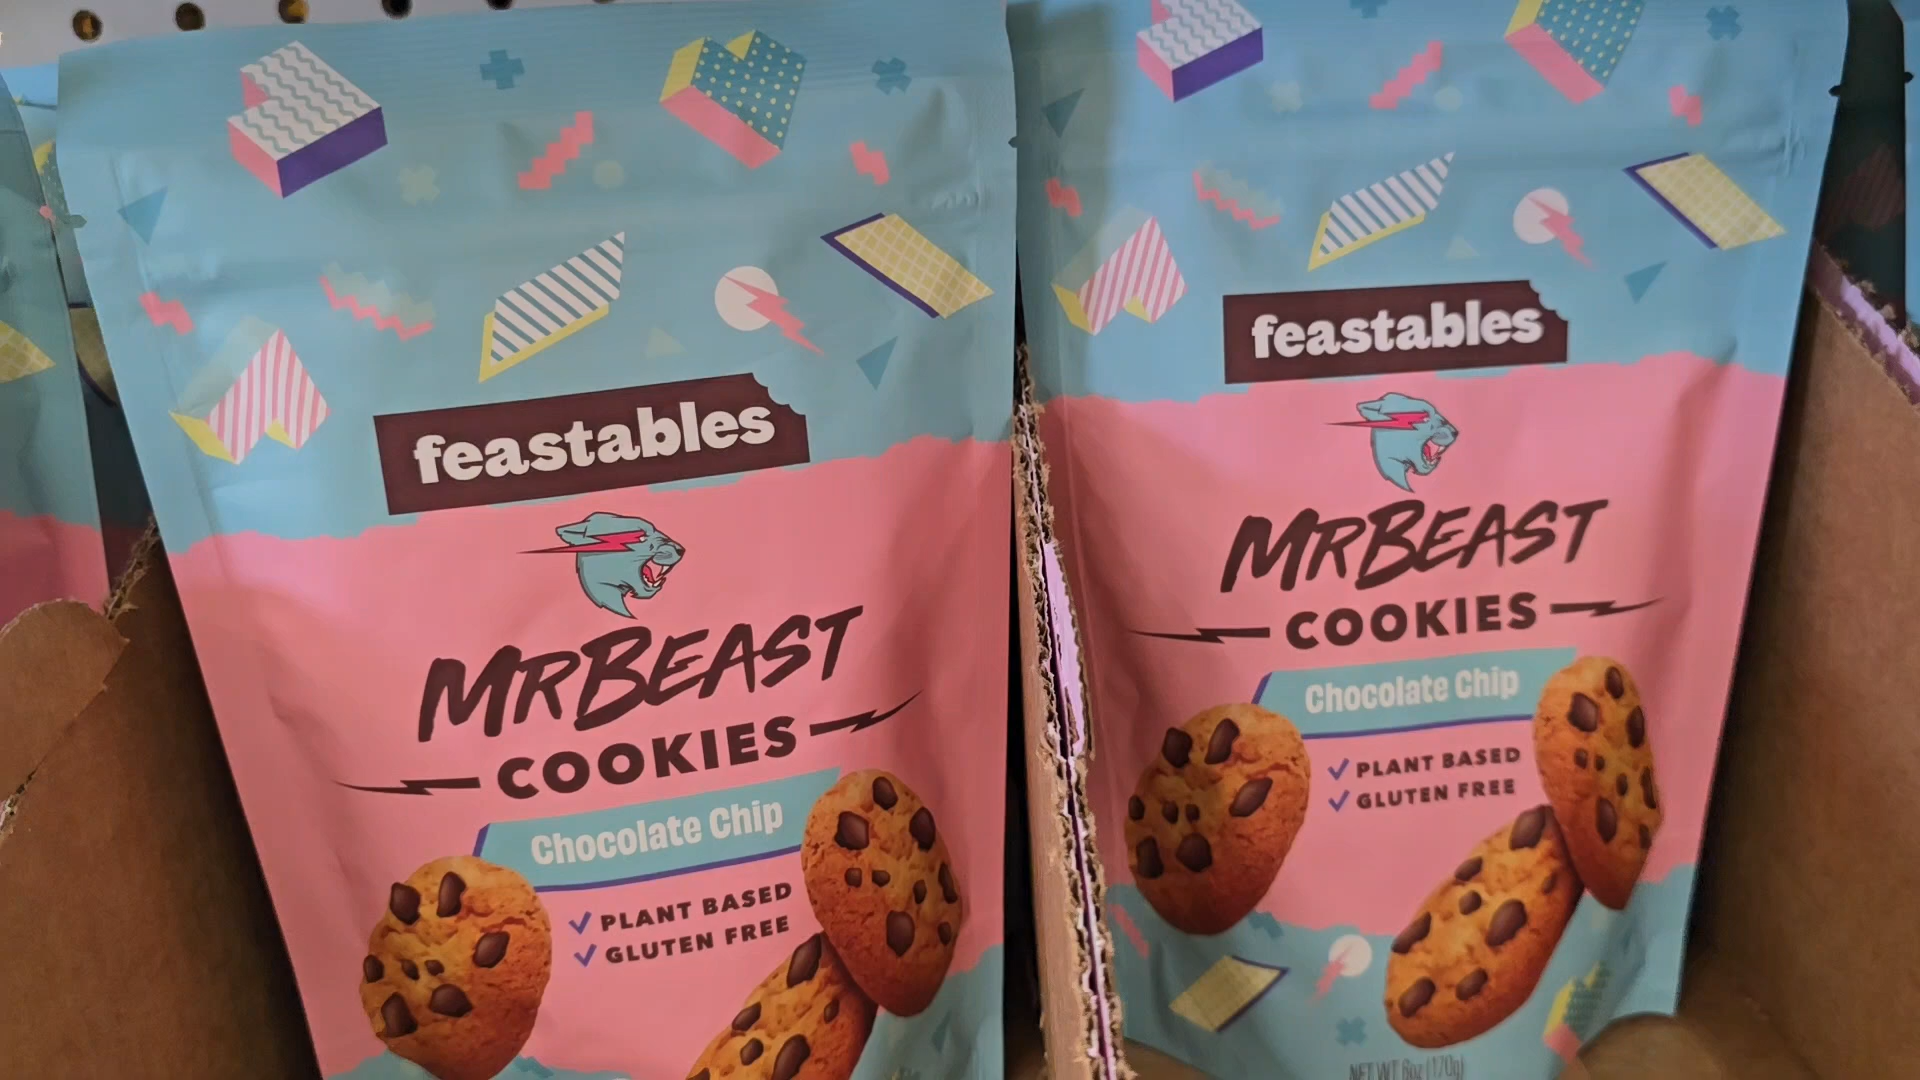 feastables
MRBEAST
COOKIES
Chocolate Chip
✓ PLANT BASED
✓ GLUTEN FREE
feastables
MRBEAST
COOKIES
Chocolate Chip
✓ PLANT BASED
✓ GLUTEN FREE
NET WT 6oz (170g)